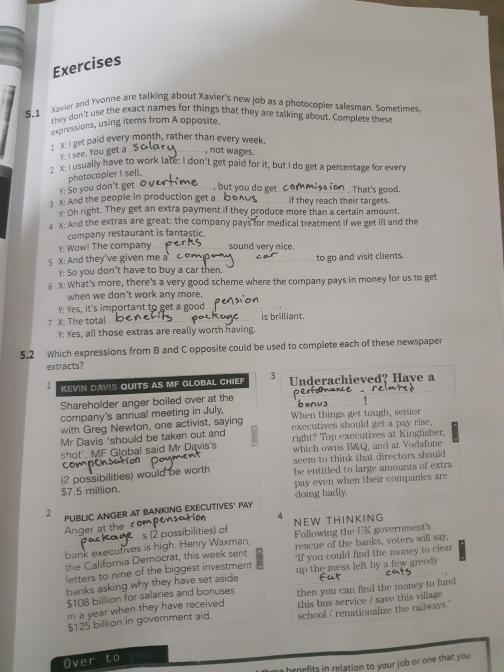 Exercises
5.1 Xavier and Yvonne are talking about Xavier's new job as a photocopier salesman. Sometimes,
they don't use the exact names for things that they are talking about. Complete these
expressions, using items from A opposite.
1 X: I get paid every month, rather than every week.
Y: I see. You get a salary, not wages.
2 X: I usually have to work late: I don't get paid for it, but I do get a percentage for every
photocopier I sell.
Y: So you don't get overtime, but you do get commission. That's good.
3 X: And the people in production get a bonus if they reach their targets.
Y: Oh right. They get an extra payment if they produce more than a certain amount.
4 X: And the extras are great: the company pays for medical treatment if we get ill and the
company restaurant is fantastic.
Y: Wow! The company perks sound very nice.
5 X: And they've given me a company car to go and visit clients.
Y: So you don't have to buy a car then.
6 X: What's more, there's a very good scheme where the company pays in money for us to get
when we don't work any more.
Y: Yes, it's important to get a good pension.
7 X: The total benefits package is brilliant.
Y: Yes, all those extras are really worth having.
5.2 Which expressions from B and C opposite could be used to complete each of these newspaper
extracts?
1 KEVIN DAVIS QUITS AS MF GLOBAL CHIEF
Shareholder anger boiled over at the
company's annual meeting in July,
with Greg Newton, one activist, saying
Mr Davis 'should be taken out and
shot'. MF Global said Mr Davis's
compensation payment
(2 possibilities) would be worth
$7.5 million.
2 PUBLIC ANGER AT BANKING EXECUTIVES' PAY
Anger at the compensation
package s (2 possibilities) of
bank executives is high. Henry Waxman,
the California Democrat, this week sent
letters to nine of the biggest investment
banks asking why they have set aside
$108 billion for salaries and bonuses
in a year when they have received
$125 billion in government aid.
3 Underachieved? Have a
perfomance - related
bonus !
When things get tough, senior
executives should get a pay rise,
right? Top executives at Kingfisher,
which owns B&Q, and at Vodafone
seem to think that directors should
be entitled to large amounts of extra
pay even when their companies are
doing badly.
4 NEW THINKING
Following the UK government's
rescue of the banks, voters will say,
'If you could find the money to clear
up the mess left by a few greedy
fat cats,
then you can find the money to fund
this bus service / save this village
school / renationalize the railways.'
Over to
benefits in relation to your job or one that you